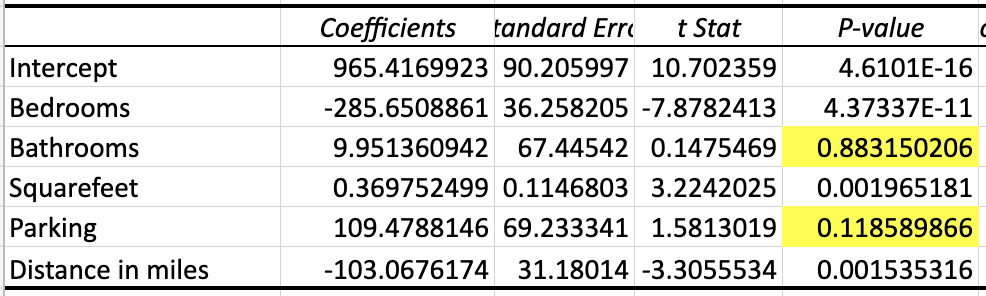 Coefficients tandard Erro t Stat P-value
Intercept 965.4169923 90.205997 10.702359 4.6101E-16
Bedrooms -285.6508861 36.258205 -7.8782413 4.37337E-11
Bathrooms 9.951360942 67.44542 0.1475469 0.883150206
Squarefeet 0.369752499 0.1146803 3.2242025 0.001965181
Parking 109.4788146 69.233341 1.5813019 0.118589866
Distance in miles -103.0676174 31.18014 -3.3055534 0.001535316